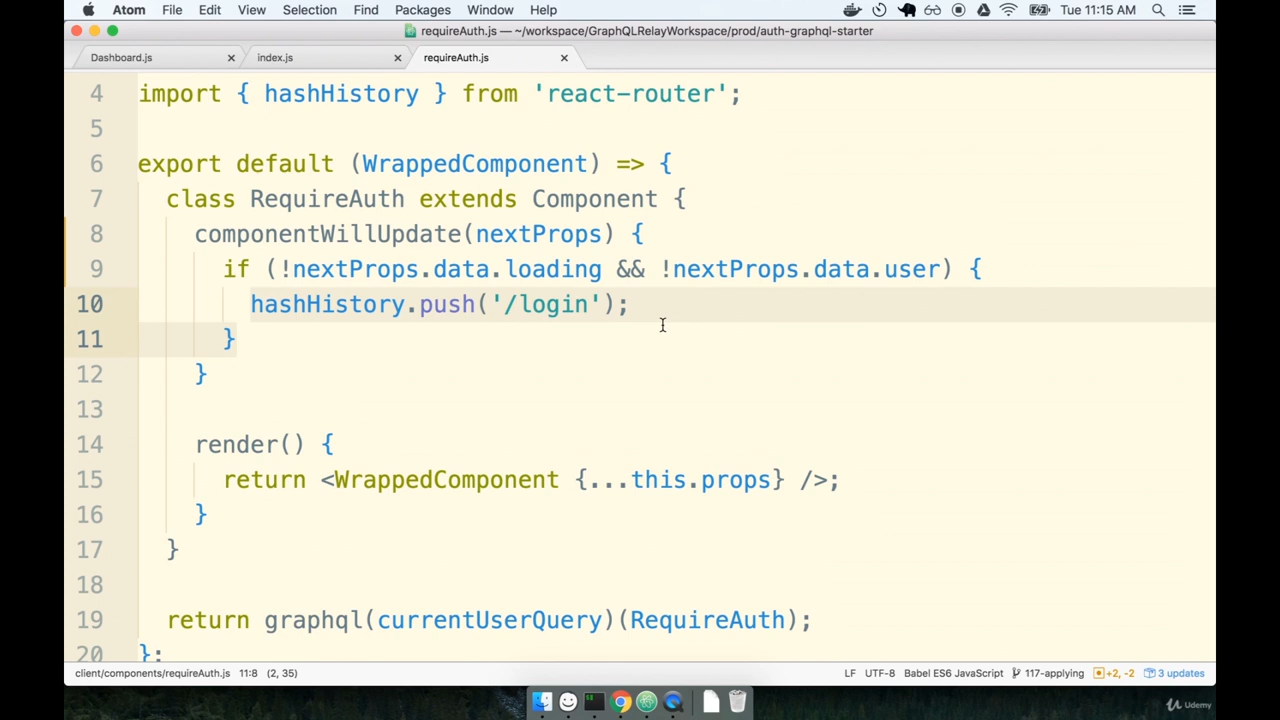 Atom File Edit View Selection Find Packages Window Help Tue 11:15 AM
requireAuth.js — ~/workspace/GraphQLRelayWorkspace/prod/auth-graphql-starter
Dashboard.js index.js requireAuth.js
4 import { hashHistory } from 'react-router';
5
6 export default (WrappedComponent) => {
7 class RequireAuth extends Component {
8 componentWillUpdate(nextProps) {
9 if (!nextProps.data.loading && !nextProps.data.user) {
10 hashHistory.push('/login');
11 }
12 }
13
14 render() {
15 return <WrappedComponent {...this.props} />;
16 }
17 }
18
19 return graphql(currentUserQuery)(RequireAuth);
20 };
client/components/requireAuth.js 11:8 (2, 35) LF UTF-8 Babel ES6 JavaScript 117-applying +2, -2 3 updates
Udemy